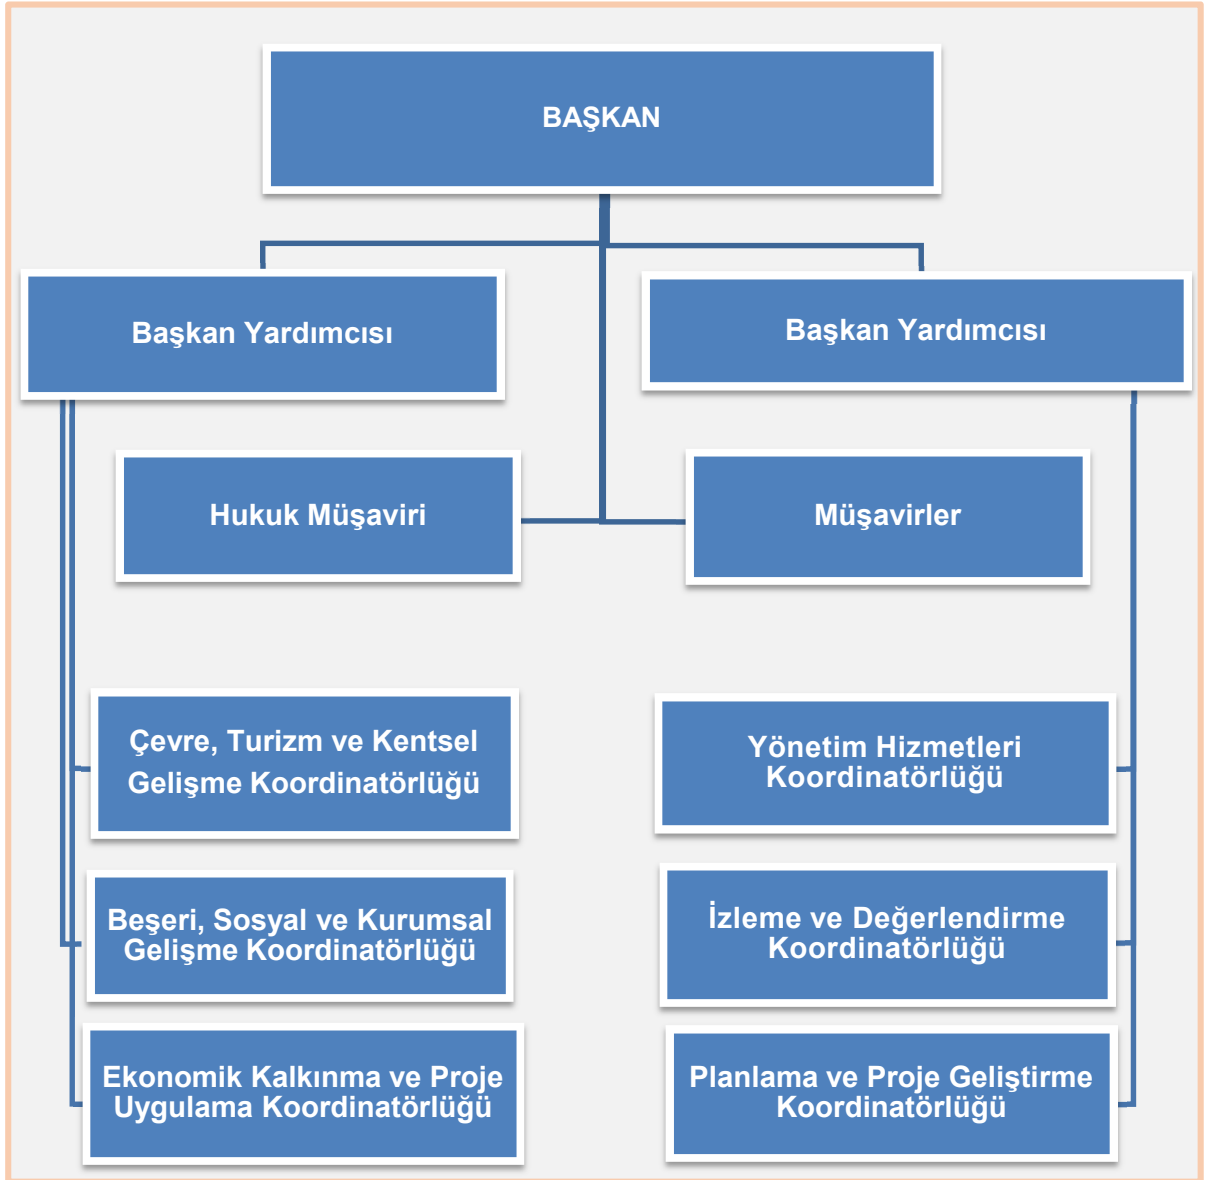 BAŞKAN
Başkan Yardımcısı
Başkan Yardımcısı
Hukuk Müşaviri
Müşavirler
Çevre, Turizm ve Kentsel
Gelişme Koordinatörlüğü
Yönetim Hizmetleri
Koordinatörlüğü
Beşeri, Sosyal ve Kurumsal
Gelişme Koordinatörlüğü
İzleme ve Değerlendirme
Koordinatörlüğü
Ekonomik Kalkınma ve Proje
Uygulama Koordinatörlüğü
Planlama ve Proje Geliştirme
Koordinatörlüğü